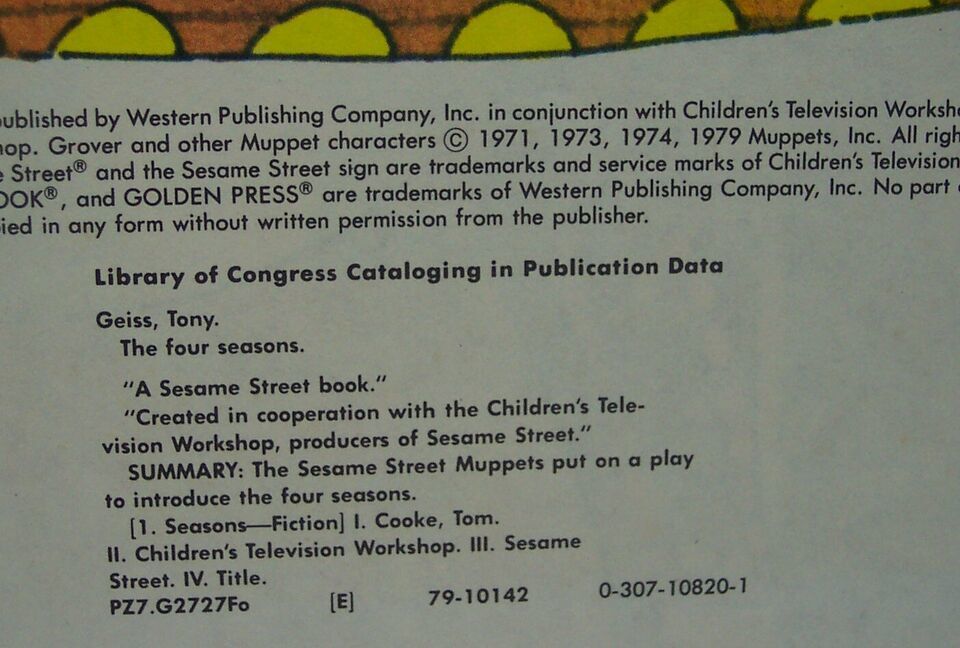 ublished by Western Publishing Company, Inc. in conjunction with Children's Television Worksh
op. Grover and other Muppet characters © 1971, 1973, 1974, 1979 Muppets, Inc. All righ
e Street® and the Sesame Street sign are trademarks and service marks of Children's Television
OOK®, and GOLDEN PRESS® are trademarks of Western Publishing Company, Inc. No part
ied in any form without written permission from the publisher.
Library of Congress Cataloging in Publication Data
Geiss, Tony.
The four seasons.
"A Sesame Street book."
"Created in cooperation with the Children's Tele-
vision Workshop, producers of Sesame Street."
SUMMARY: The Sesame Street Muppets put on a play
to introduce the four seasons.
[1. Seasons—Fiction] I. Cooke, Tom.
II. Children's Television Workshop. III. Sesame
Street. IV. Title.
PZ7.G2727Fo [E] 79-10142 0-307-10820-1